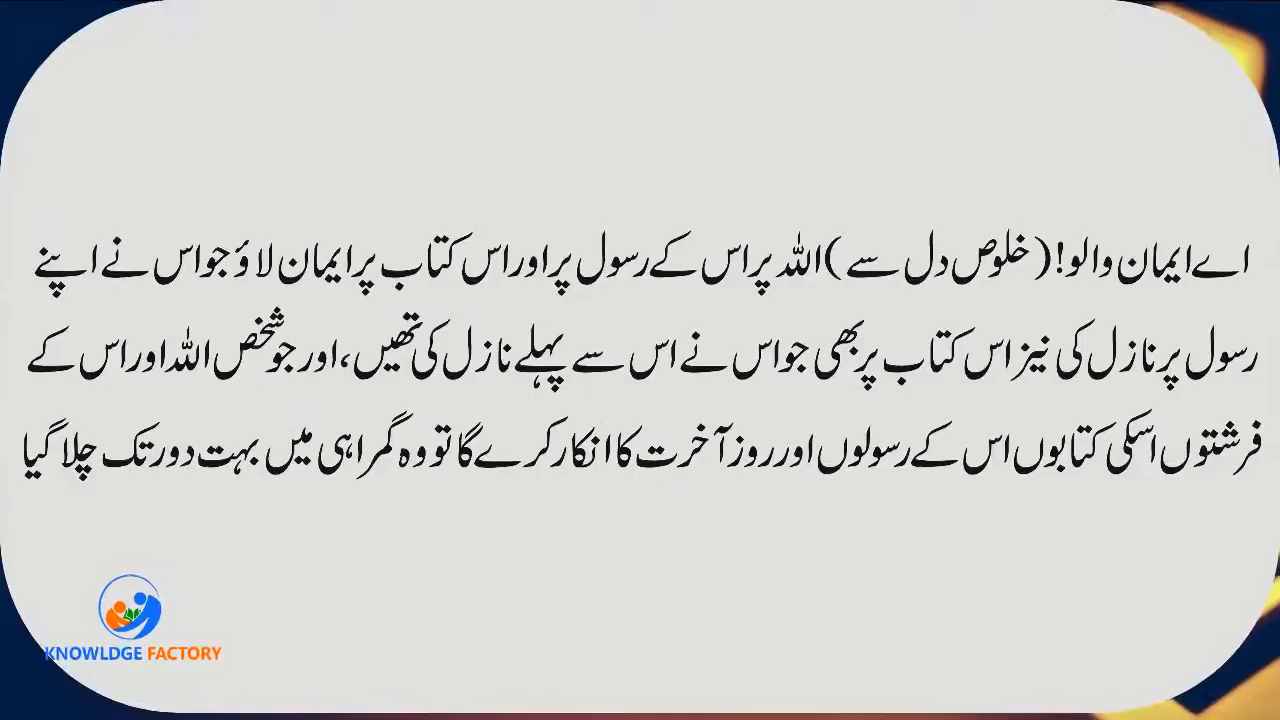 اے ایمان والو! (خلوص دل سے) اللہ پر اس کے رسول پر اور اس کتاب پر ایمان لاؤ جو اس نے اپنے
رسول پر نازل کی نیز اس کتاب پر بھی جو اس نے اس سے پہلے نازل کی تھیں، اور جو شخص اللہ اور اس کے
فرشتوں اسکی کتابوں اس کے رسولوں اور روز آخرت کا انکار کرے گا تو وہ گمراہی میں بہت دور تک چلا گیا
KNOWLDGE FACTORY